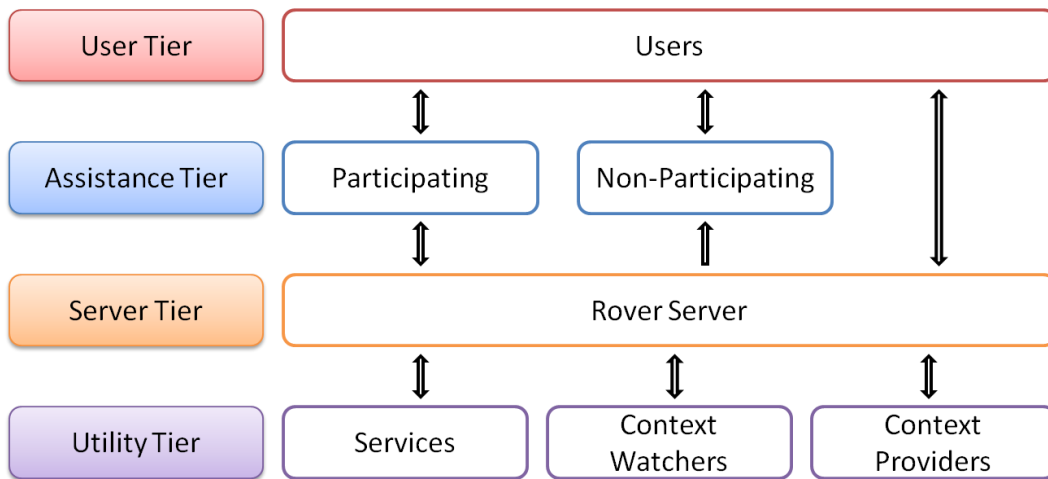 User Tier
Users
Assistance Tier
Participating
Non-Participating
Server Tier
Rover Server
Utility Tier
Services
Context
Watchers
Context
Providers